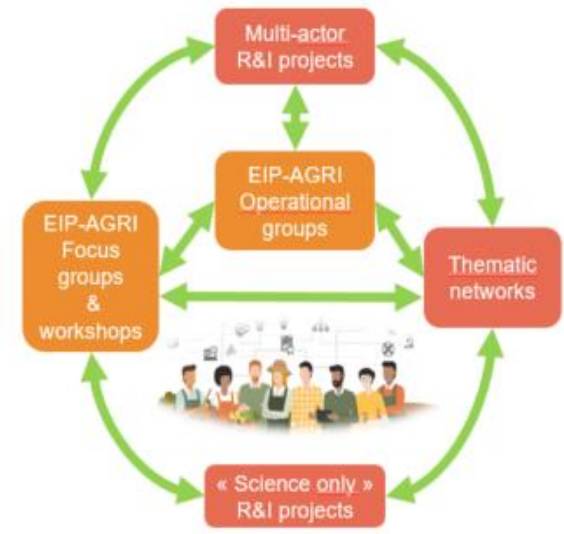 Multi-actor
R&I projects
EIP-AGRI
Operational
groups
EIP-AGRI
Focus
groups
&
workshops
Thematic
networks
« Science only »
R&I projects